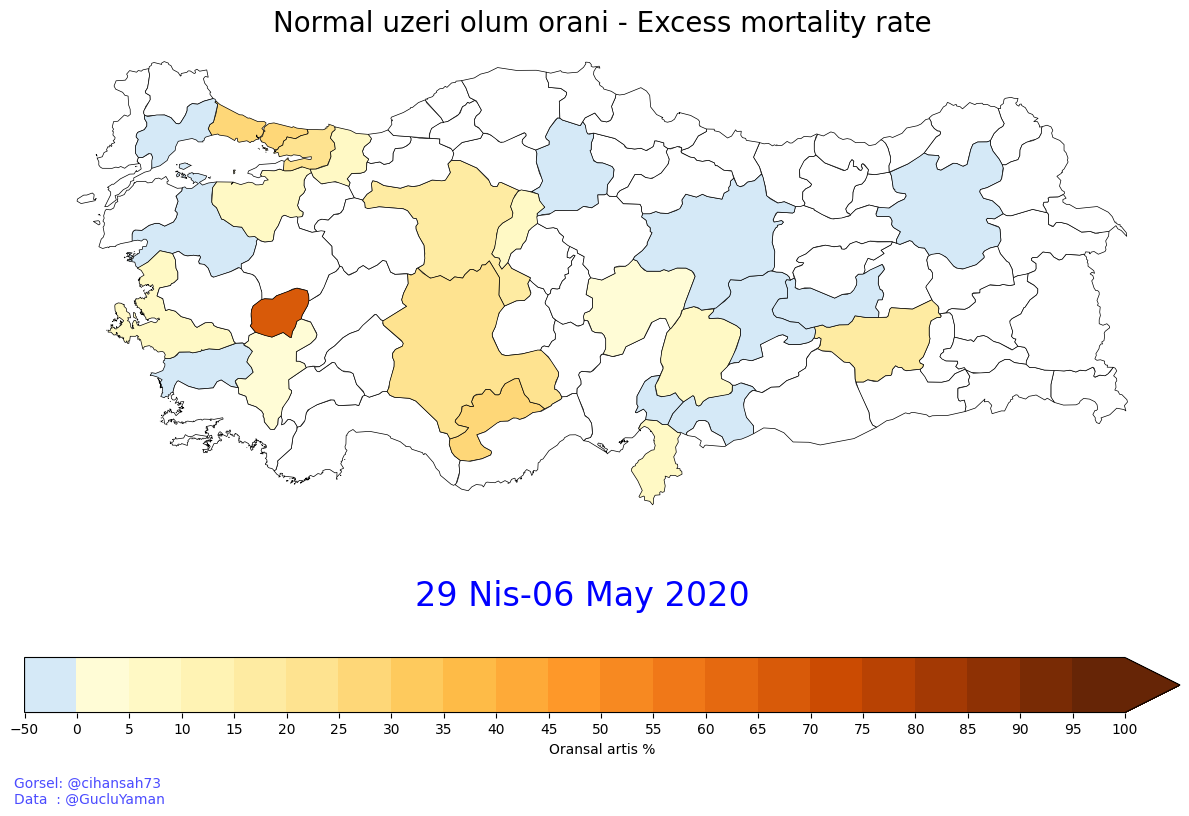 Normal uzeri olum orani - Excess mortality rate
29 Nis-06 May 2020
−50 0 5 10 15 20 25 30 35 40 45 50 55 60 65 70 75 80 85 90 95 100
Oransal artis %
Gorsel: @cihansah73
Data  : @GucluYaman